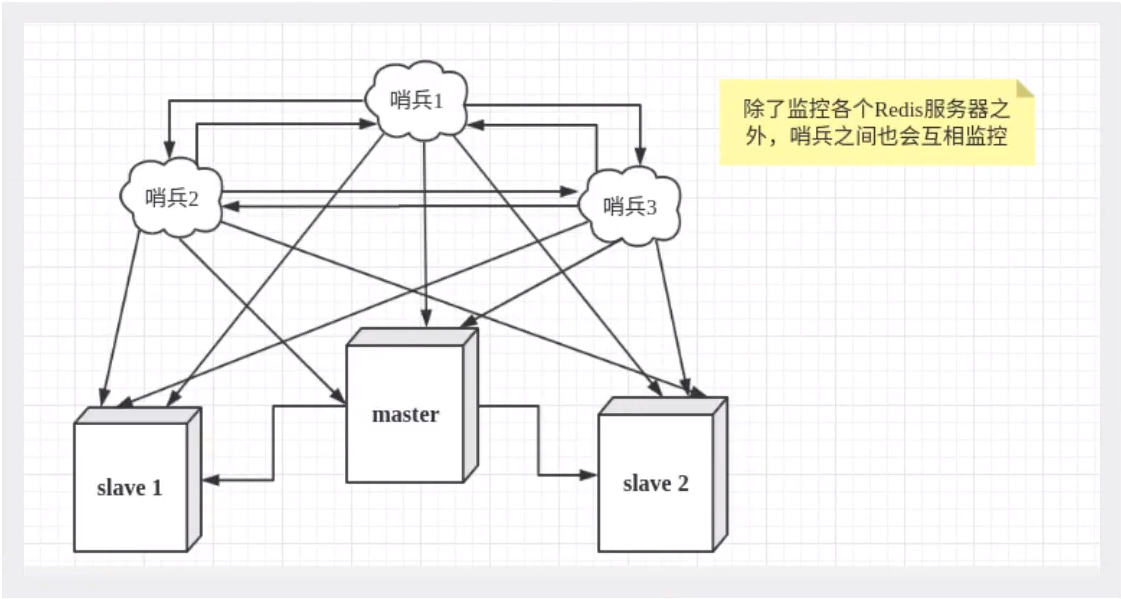 哨兵1
除了监控各个Redis服务器之
外，哨兵之间也会互相监控
哨兵2
哨兵3
master
slave 1
slave 2